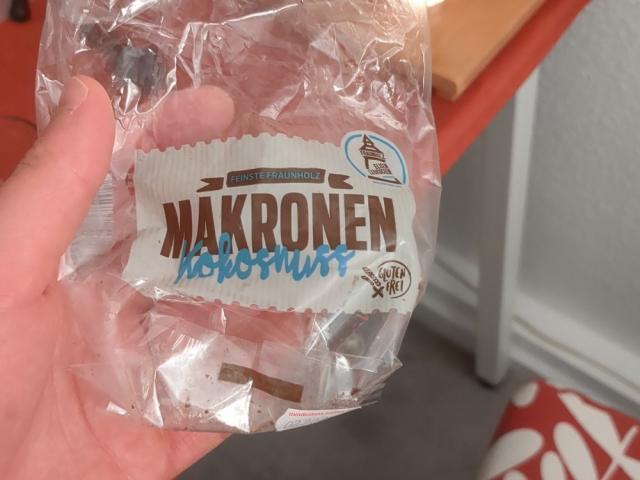 FEINSTE FRAUNHOLZ
MAKRONEN
Kokosnuss
GLUTEN
FREI